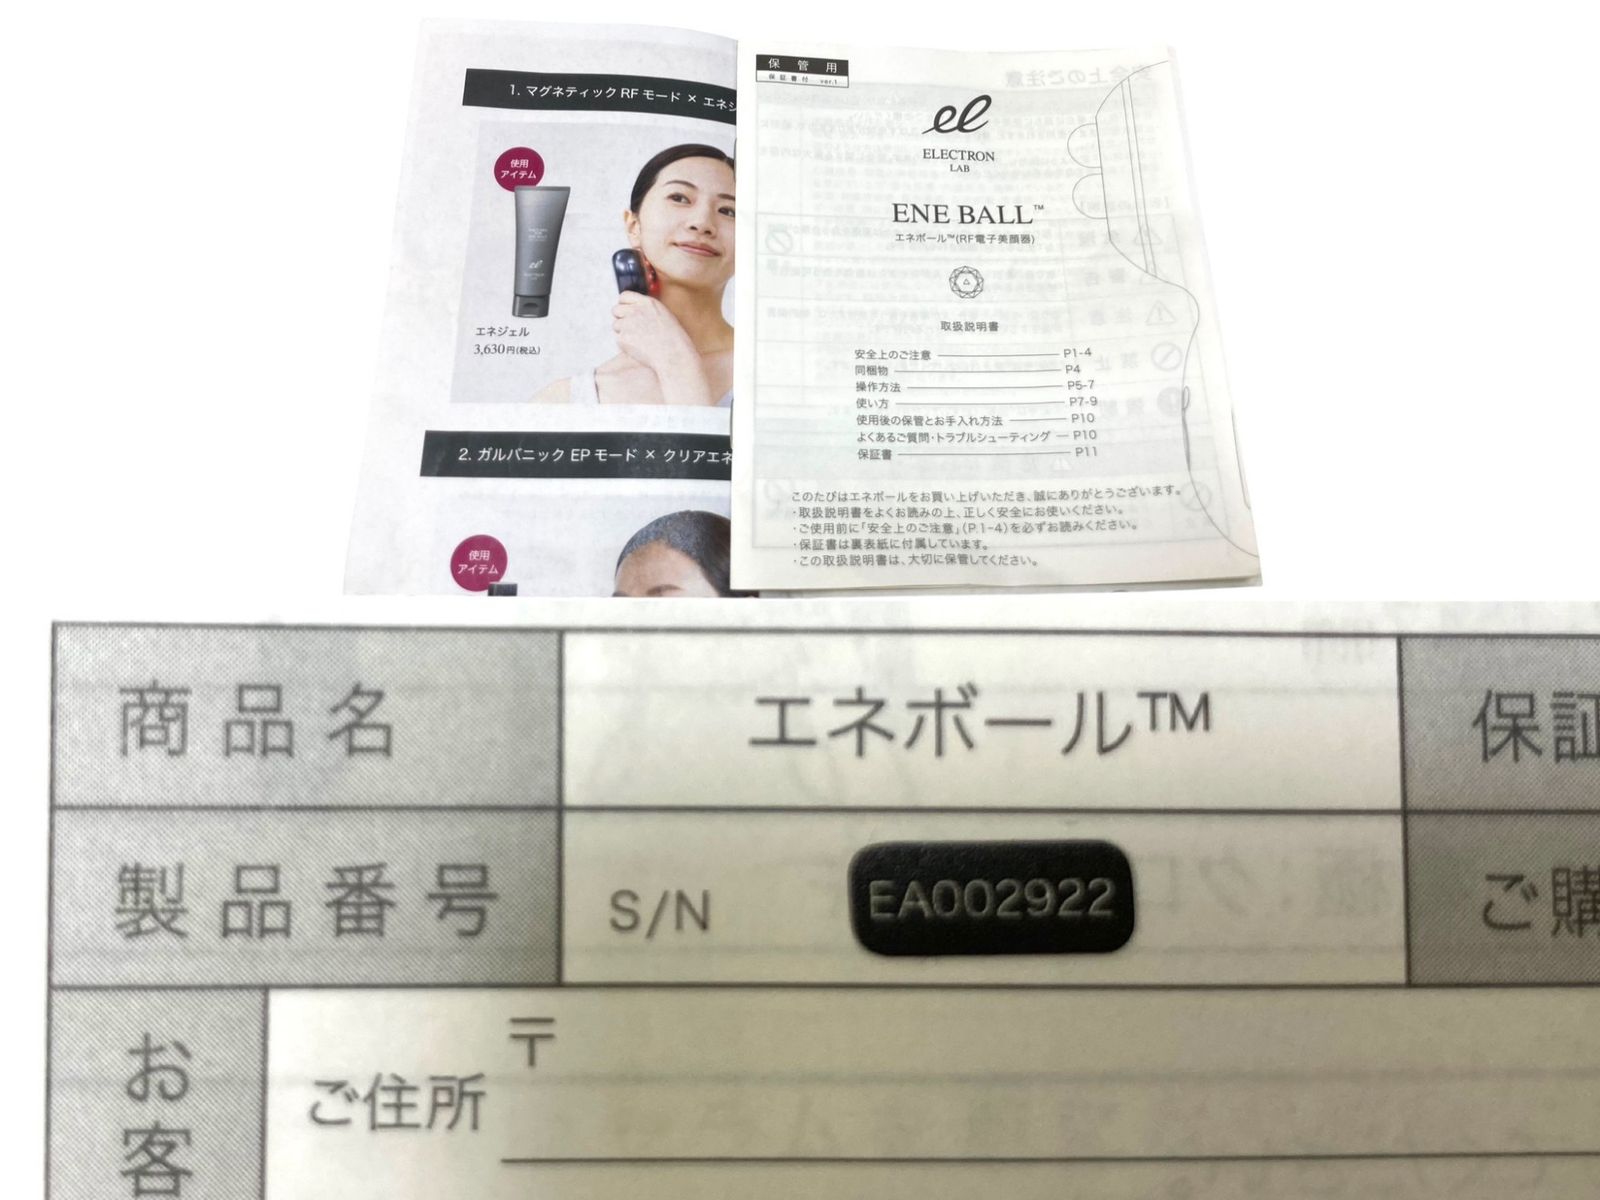 1. マグネティック RF モード × エネジ
使用
アイテム
エネジェル
3,630円(税込)
2. ガルバニック EP モード × クリアエネ
使用
アイテム
保管用
保証書付 ver.1
el
ELECTRON
LAB
ENE BALL™
エネボール™(RF電子美顔器)
取扱説明書
安全上のご注意 P1-4
同梱物 P4
操作方法 P5-7
使い方 P7-9
使用後の保管とお手入れ方法 P10
よくあるご質問・トラブルシューティング P10
保証書 P11
このたびはエネボールをお買い上げいただき、誠にありがとうございます。
・取扱説明書をよくお読みの上、正しく安全にお使いください。
・ご使用前に「安全上のご注意」(P.1-4)を必ずお読みください。
・保証書は裏表紙に付属しています。
・この取扱説明書は、大切に保管してください。
商品名 エネボール™ 保証
製品番号 S/N EA002922 ご購
お客
ご住所 〒